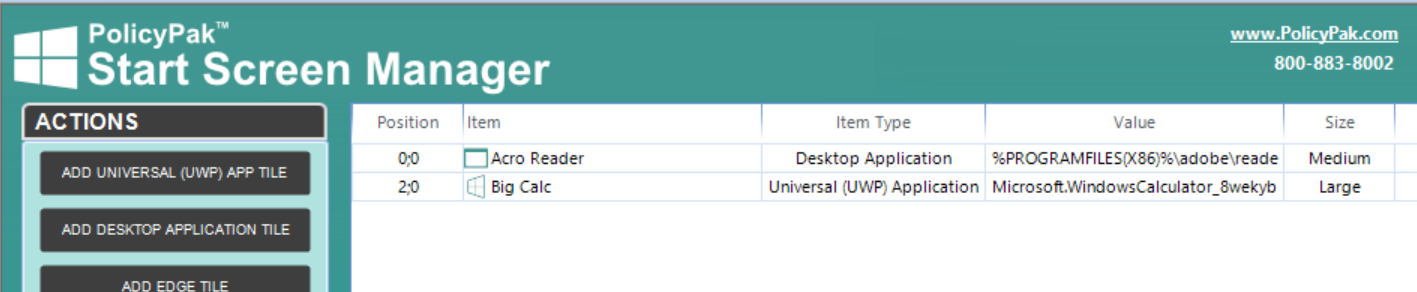 PolicyPak™
Start Screen Manager
www.PolicyPak.com
800-883-8002
ACTIONS
ADD UNIVERSAL (UWP) APP TILE
ADD DESKTOP APPLICATION TILE
ADD EDGE TILE
Position Item Item Type Value Size
0;0 Acro Reader Desktop Application %PROGRAMFILES(X86)%\adobe\reade Medium
2;0 Big Calc Universal (UWP) Application Microsoft.WindowsCalculator_8wekyb Large